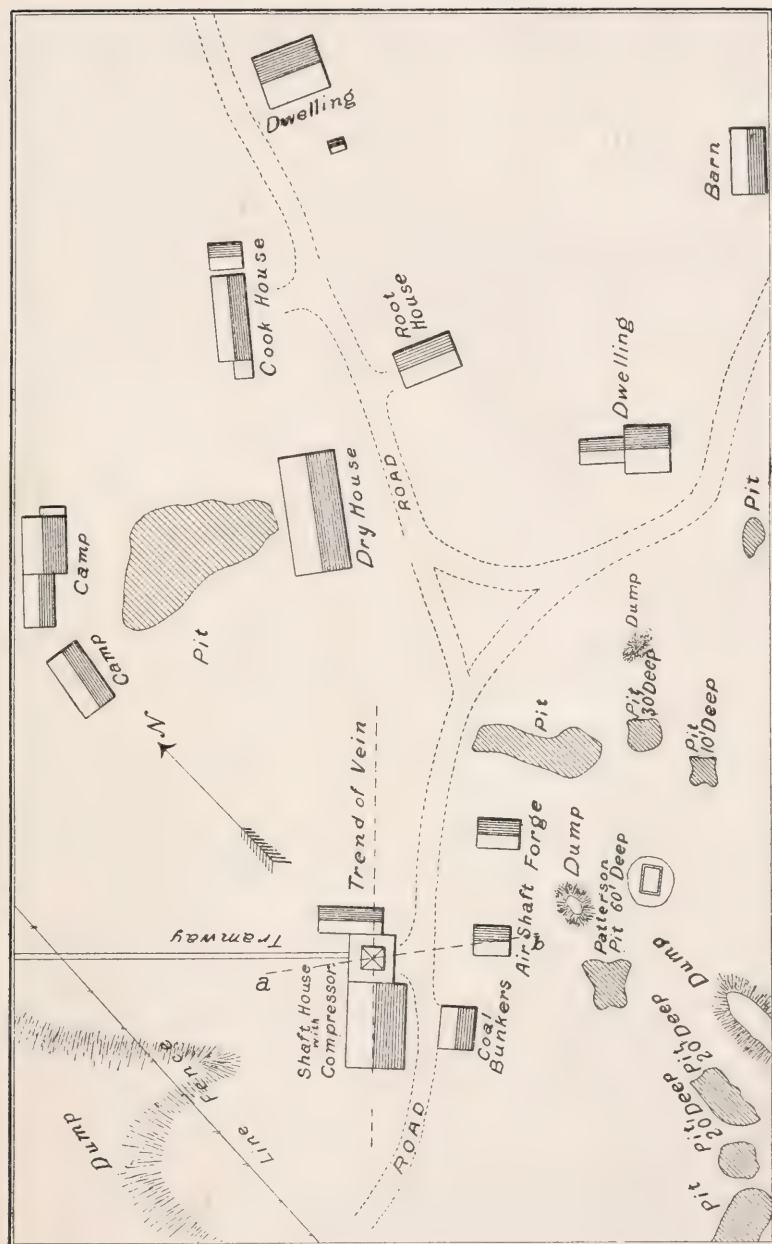 Dump
Fence
Line
Tramway
N
Camp
Camp
Pit
Cook House
Dwelling
a
Shaft House
with
Compressor
Trend of Vein
Dry House
ROAD
Root
House
ROAD
Coal
Bunkers
Air Shaft
Forge
a
Pit
Dwelling
Barn
Dump
Patterson
Pit 60' Deep
Pit
30' Deep
Dump
Pit
10' Deep
Pit
Pit
Pit
20' Deep
Pit
20' Deep
Dump